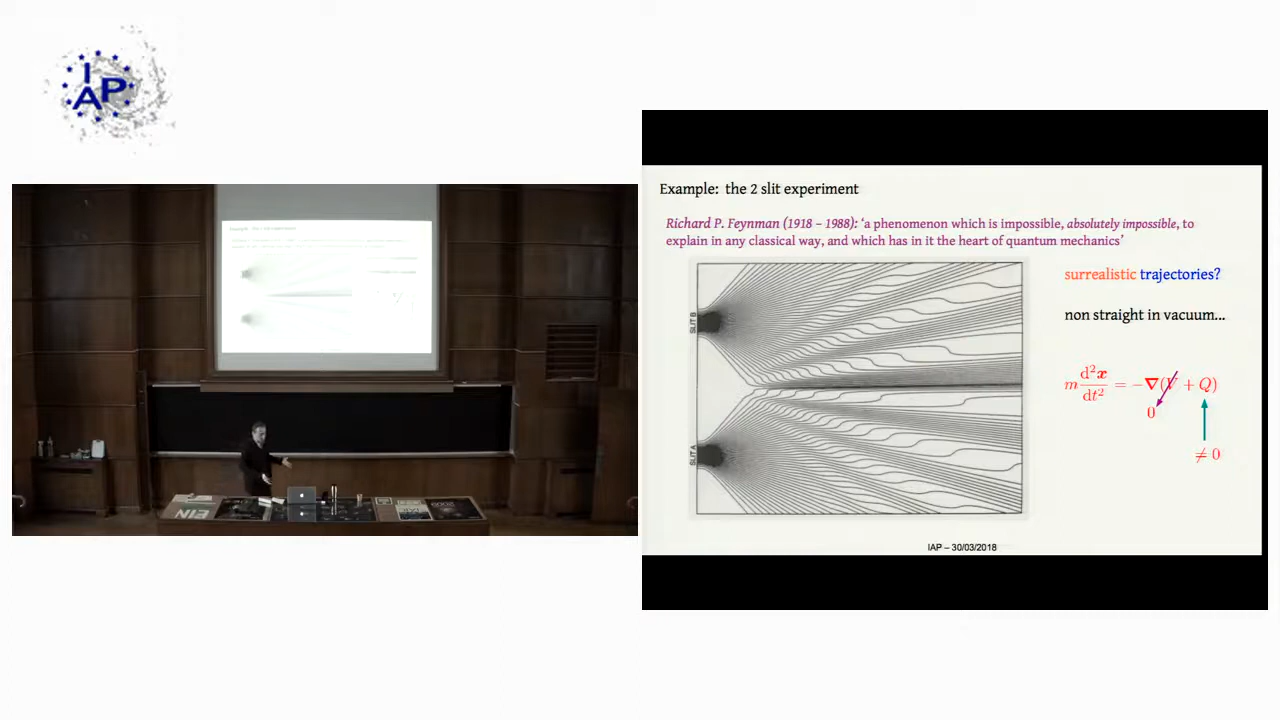 IAP
Example: the 2 slit experiment
Richard P. Feynman (1918 – 1988): ‘a phenomenon which is impossible, absolutely impossible, to
explain in any classical way, and which has in it the heart of quantum mechanics’
SLIT B
SLIT A
surrealistic trajectories?
non straight in vacuum...
m d²x/dt² = −∇(V + Q)
0
≠ 0
IAP – 30/03/2018